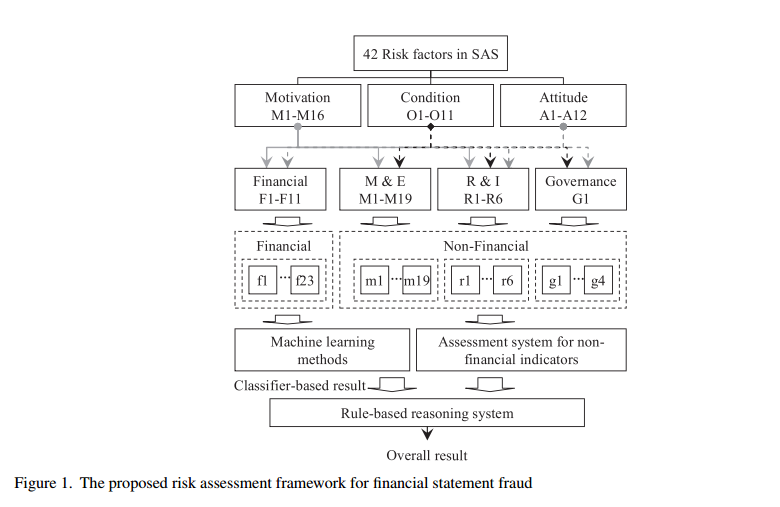 42 Risk factors in SAS
Motivation
M1-M16
Condition
O1-O11
Attitude
A1-A12
Financial
F1-F11
M & E
M1-M19
R & I
R1-R6
Governance
G1
Financial
f1 ··· f23
Non-Financial
m1 ··· m19
r1 ··· r6
g1 ··· g4
Machine learning
methods
Assessment system for non-
financial indicators
Classifier-based result
Rule-based reasoning system
Overall result
Figure 1. The proposed risk assessment framework for financial statement fraud